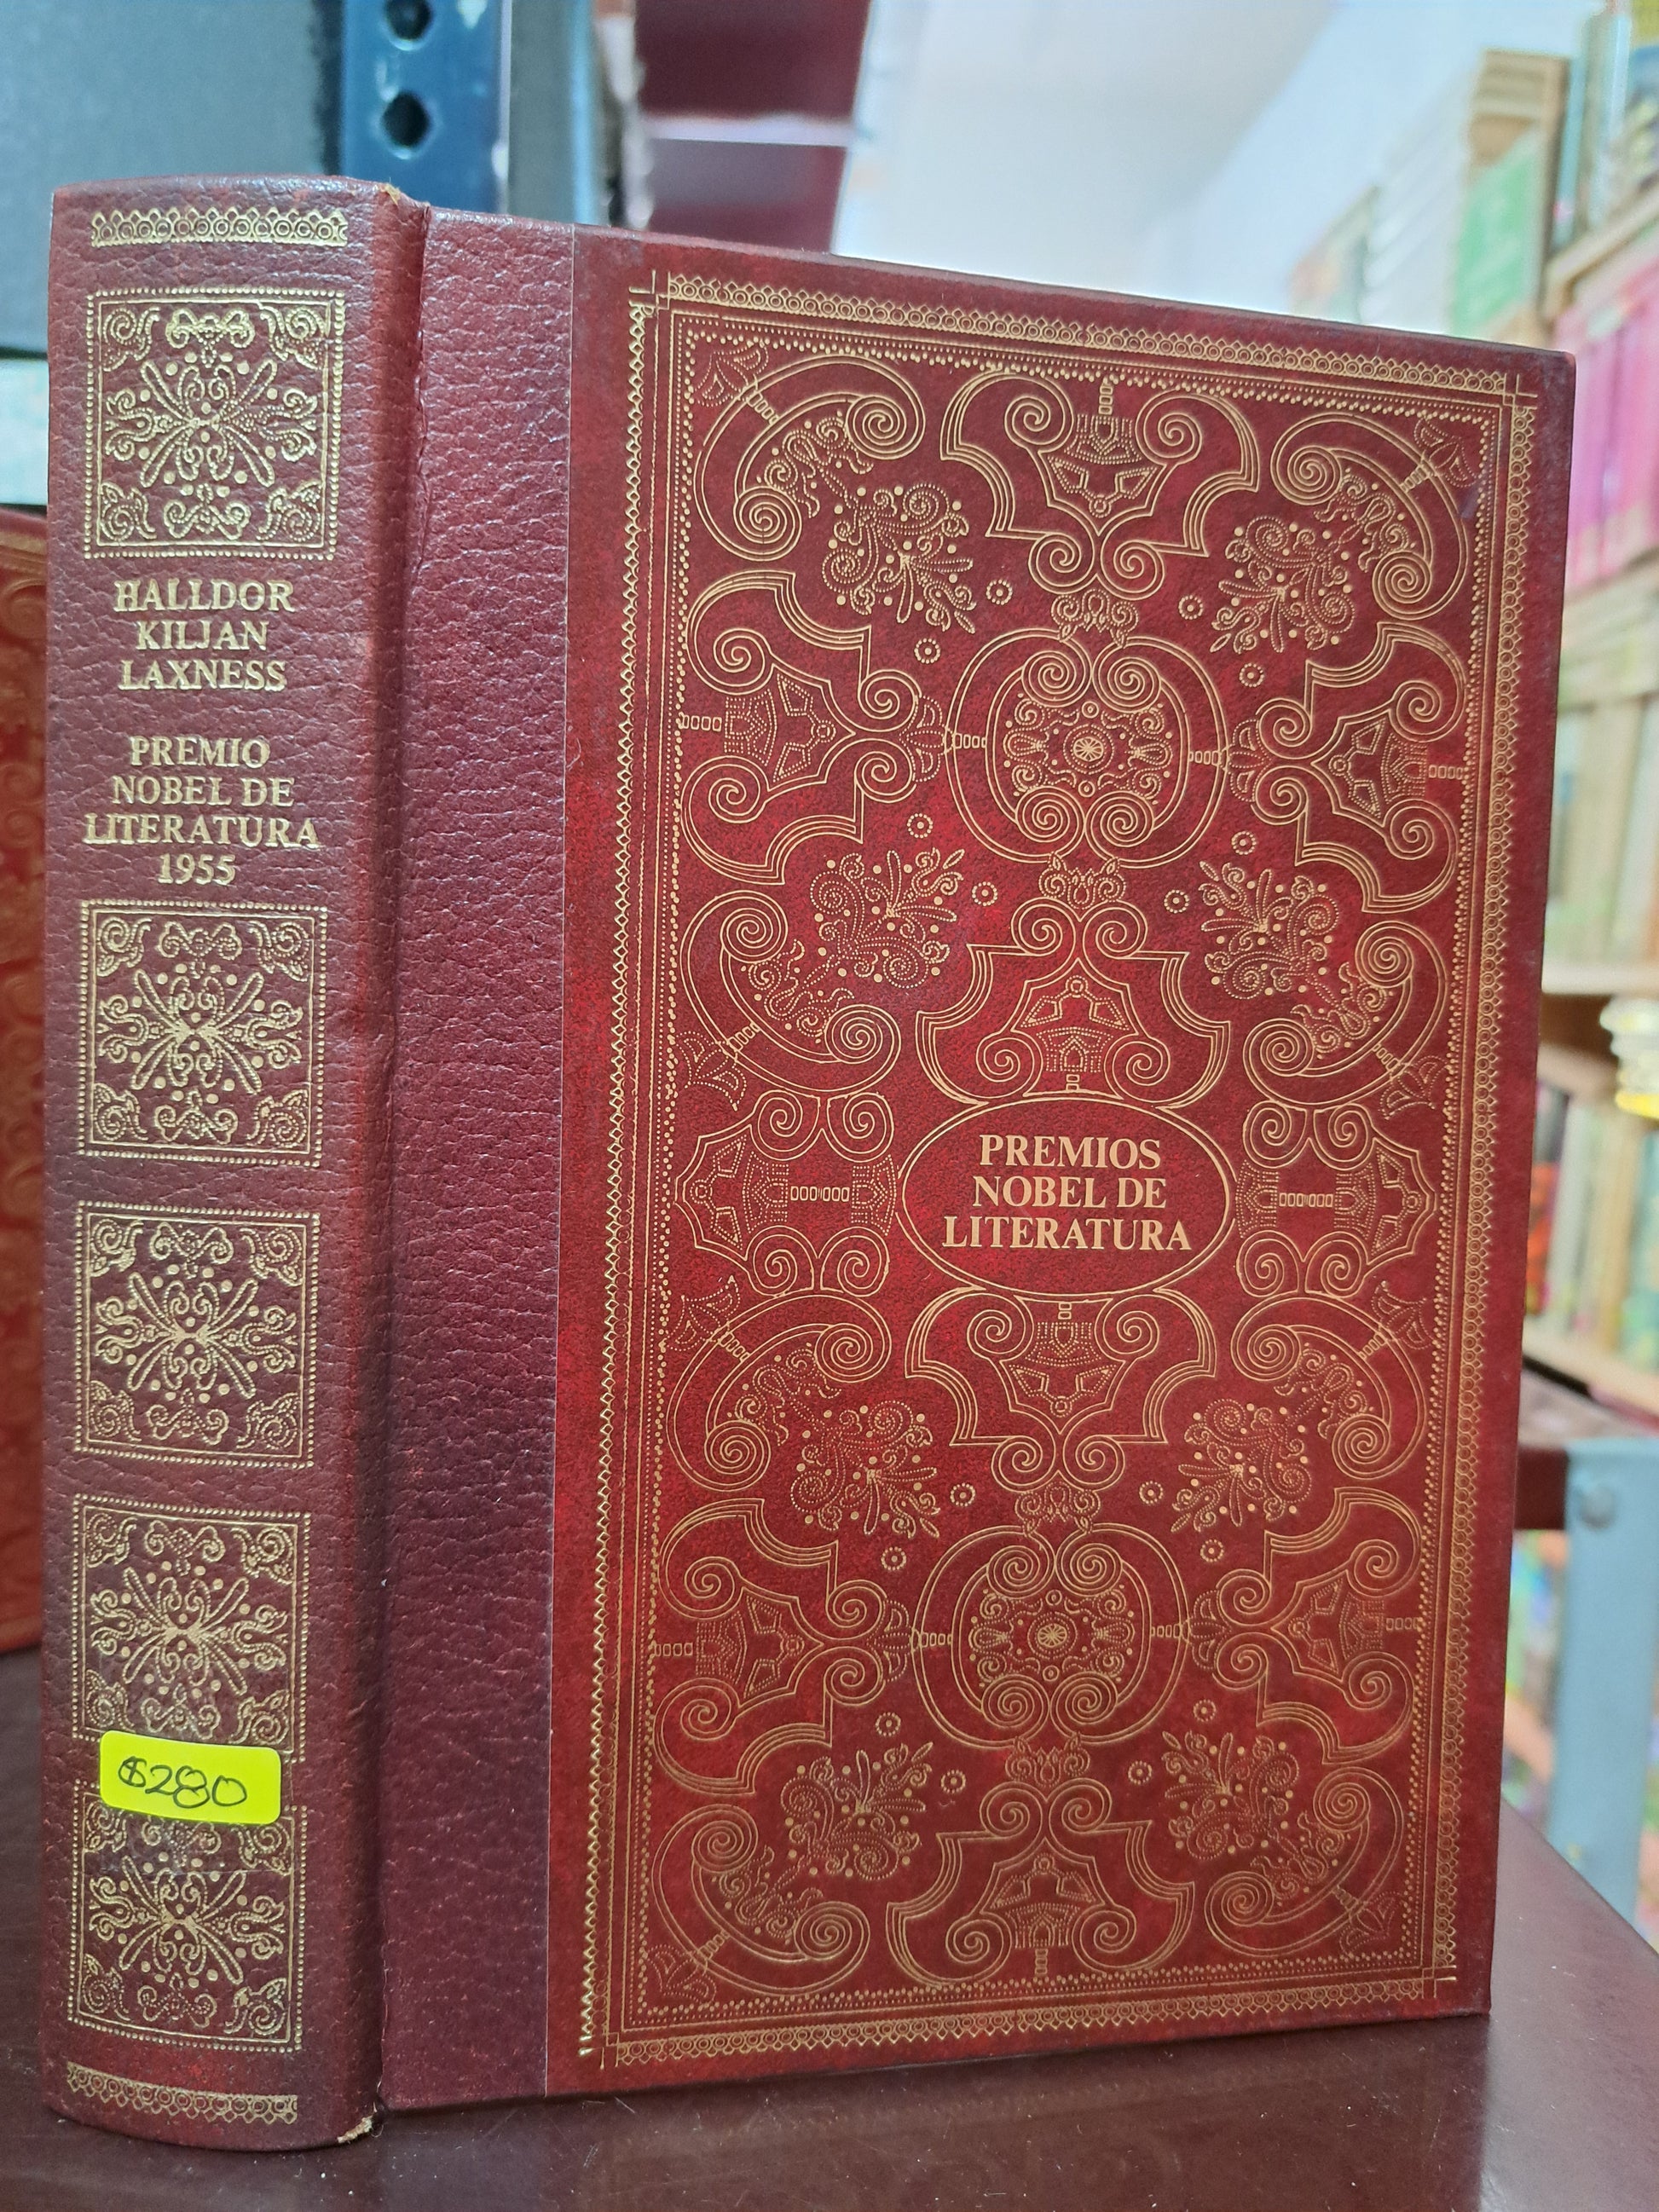 HALLDOR
KILJAN
LAXNESS
PREMIO
NOBEL DE
LITERATURA
1955
$280
PREMIOS
NOBEL DE
LITERATURA